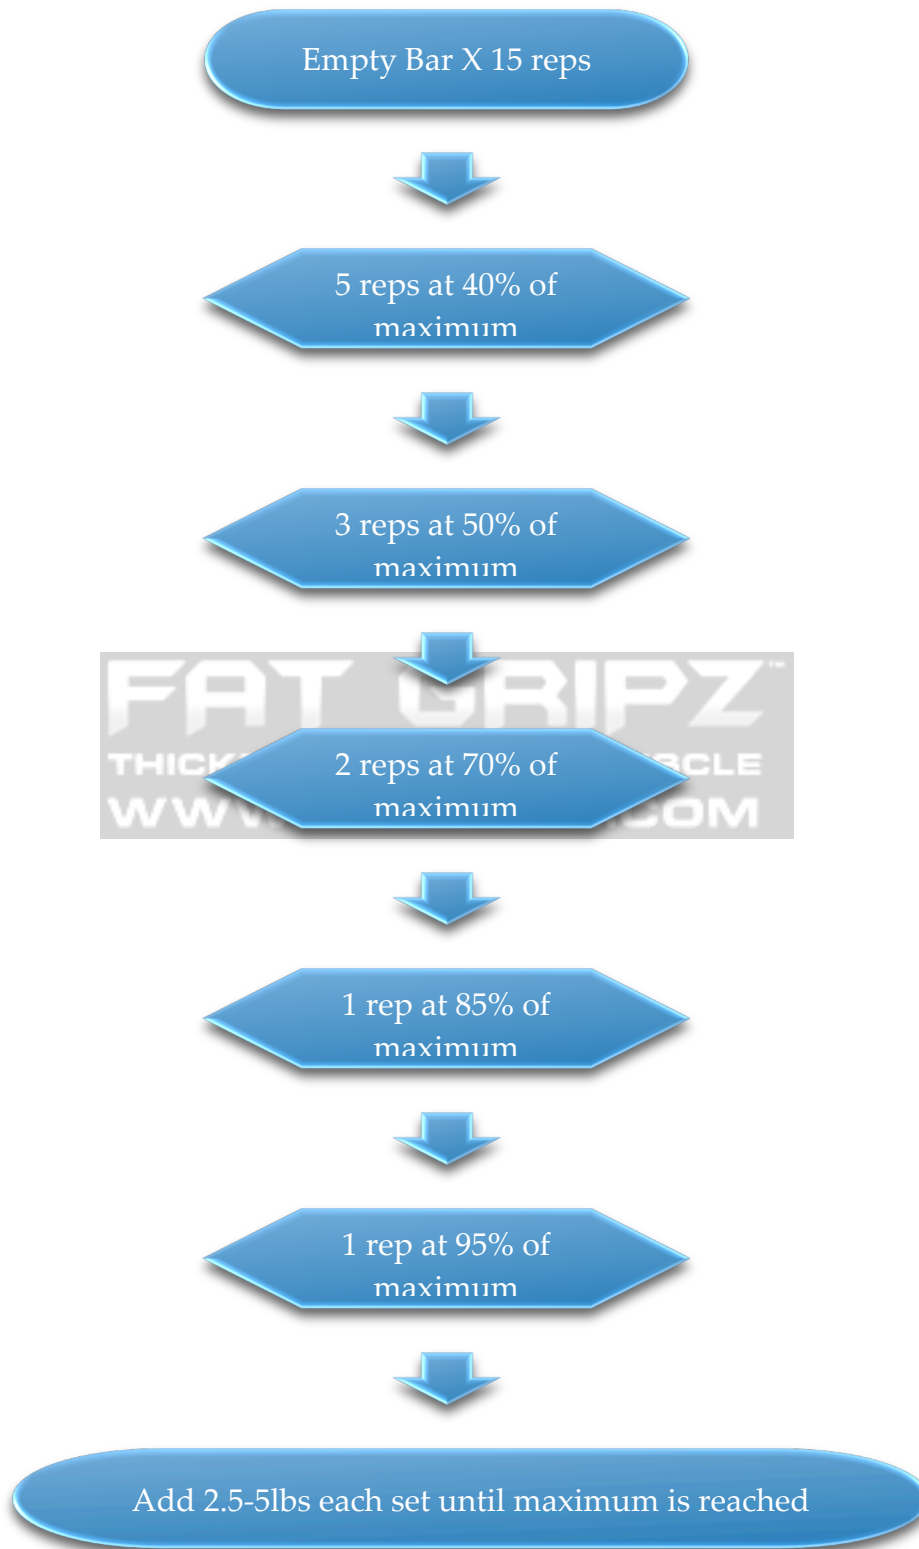 Empty Bar X 15 reps
5 reps at 40% of
maximum
3 reps at 50% of
maximum
FAT GRIPZ™
2 reps at 70% of
maximum
1 rep at 85% of
maximum
1 rep at 95% of
maximum
Add 2.5-5lbs each set until maximum is reached